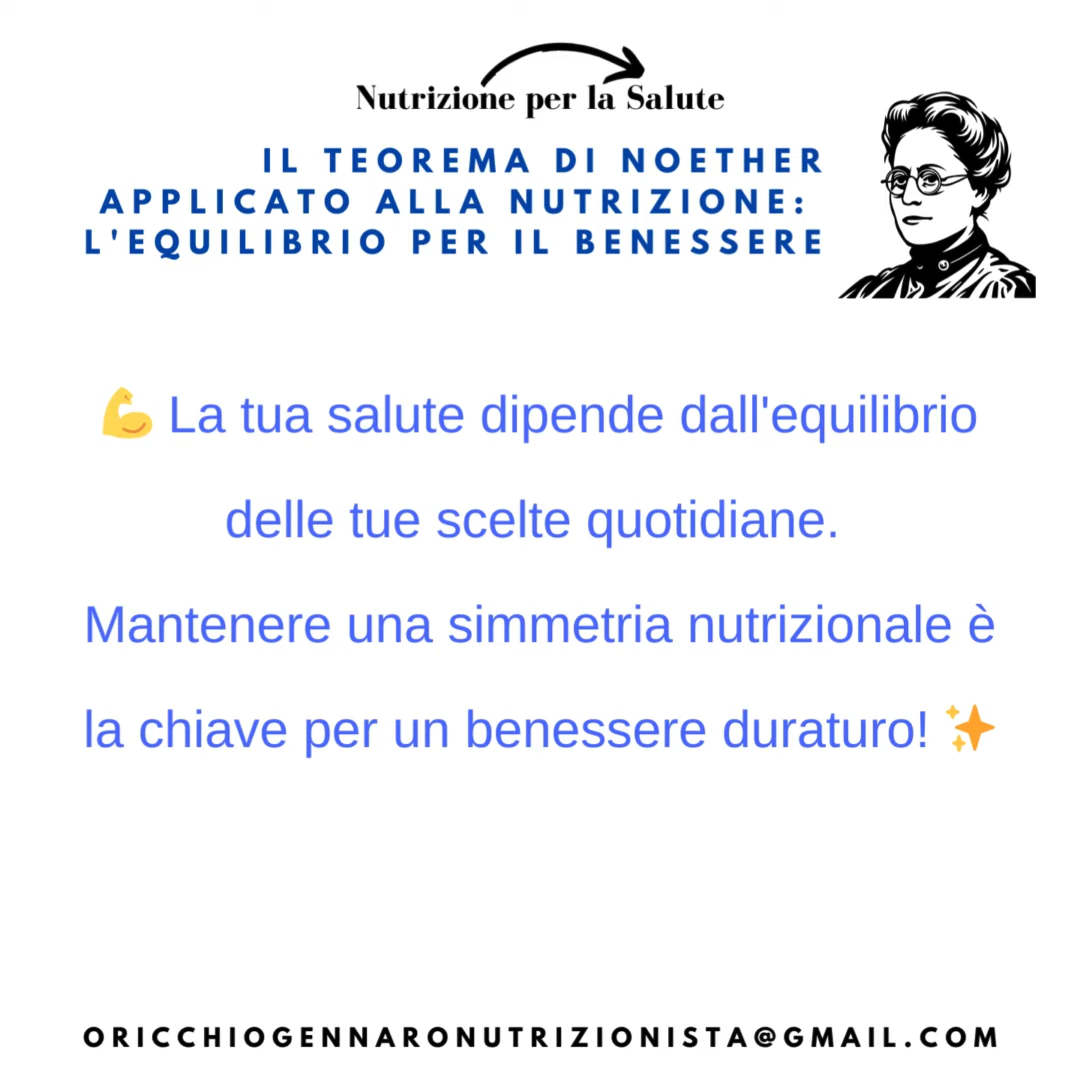 Nutrizione per la Salute
IL TEOREMA DI NOETHER
APPLICATO ALLA NUTRIZIONE:
L'EQUILIBRIO PER IL BENESSERE
💪 La tua salute dipende dall'equilibrio
delle tue scelte quotidiane.
Mantenere una simmetria nutrizionale è
la chiave per un benessere duraturo! ✨
ORICCHIOGENNARONUTRIZIONISTA@GMAIL.COM